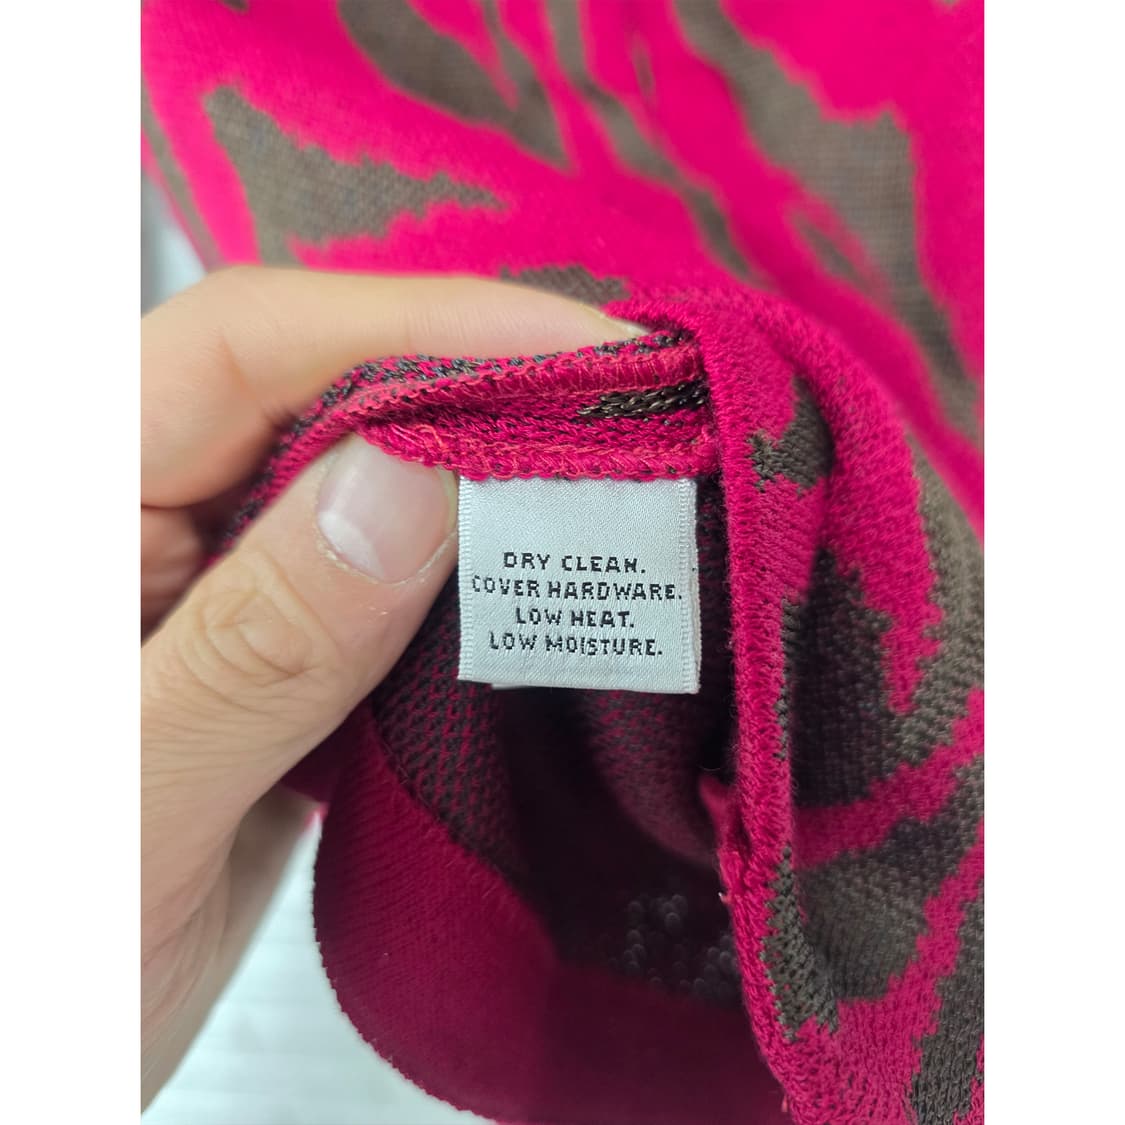 DRY CLEAN.
COVER HARDWARE.
LOW HEAT.
LOW MOISTURE.